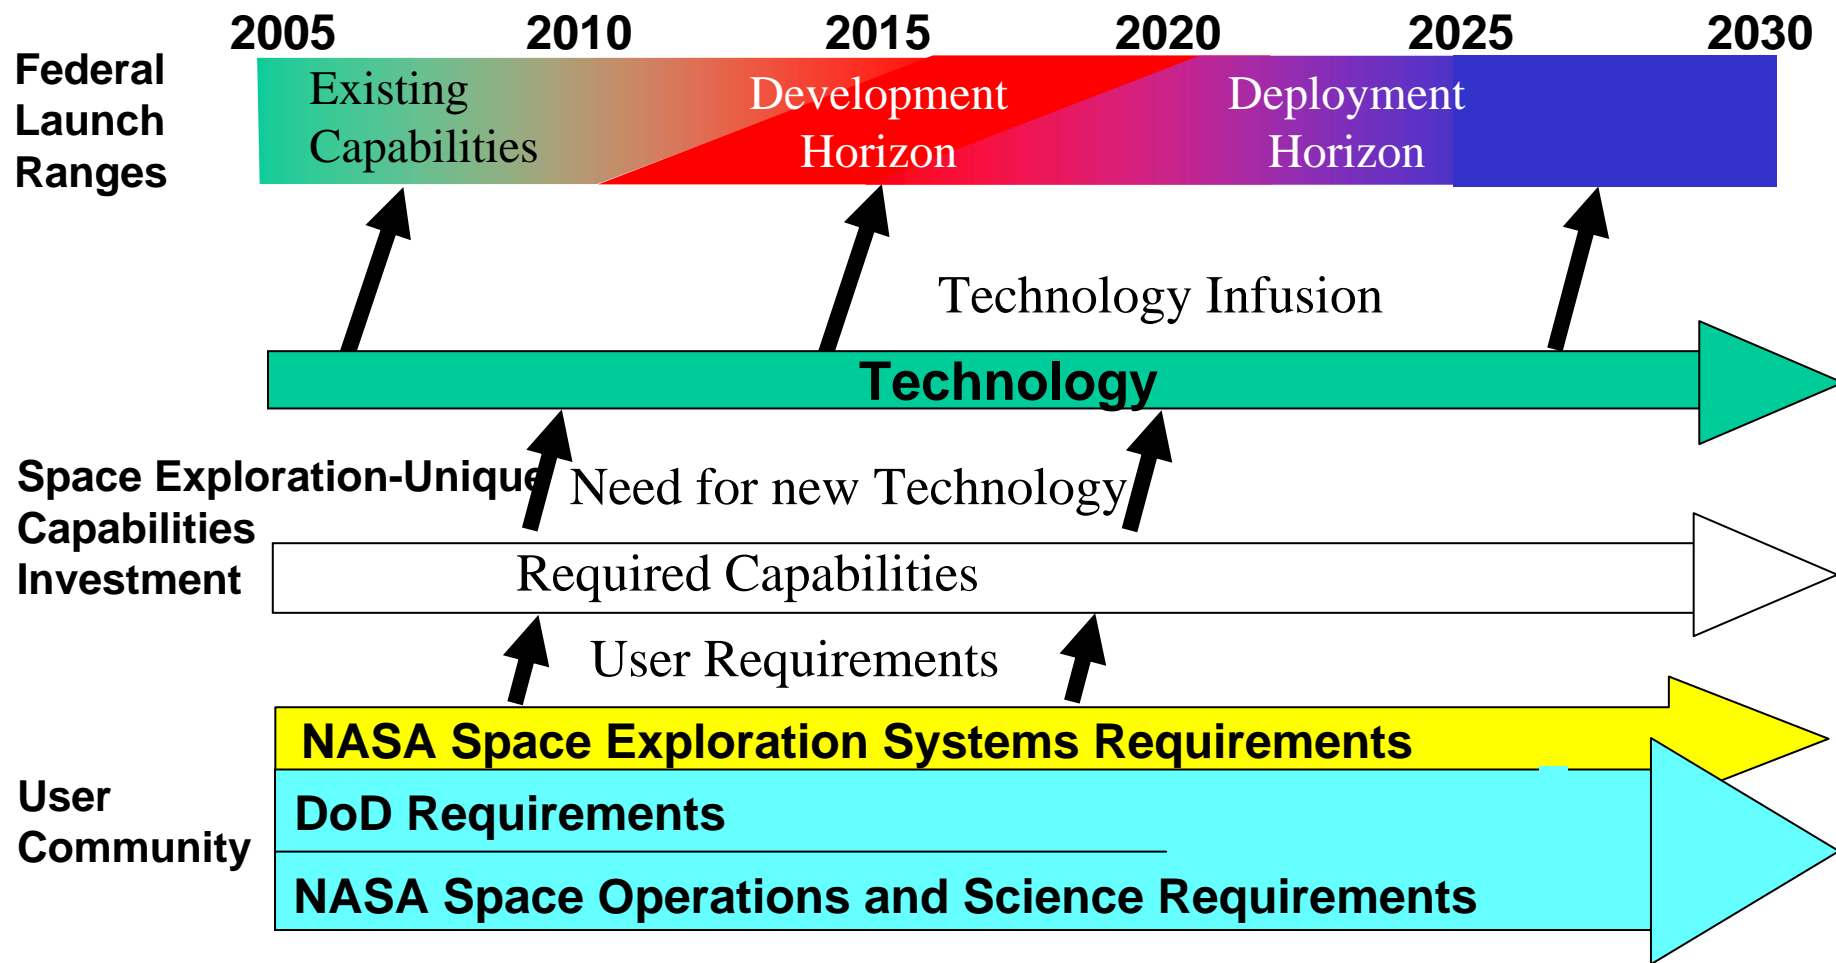 2005 2010 2015 2020 2025 2030
Federal
Launch
Ranges
Existing
Capabilities
Development
Horizon
Deployment
Horizon
Technology Infusion
Technology
Space Exploration-Unique
Capabilities
Investment
Need for new Technology
Required Capabilities
User Requirements
NASA Space Exploration Systems Requirements
User
Community
DoD Requirements
NASA Space Operations and Science Requirements